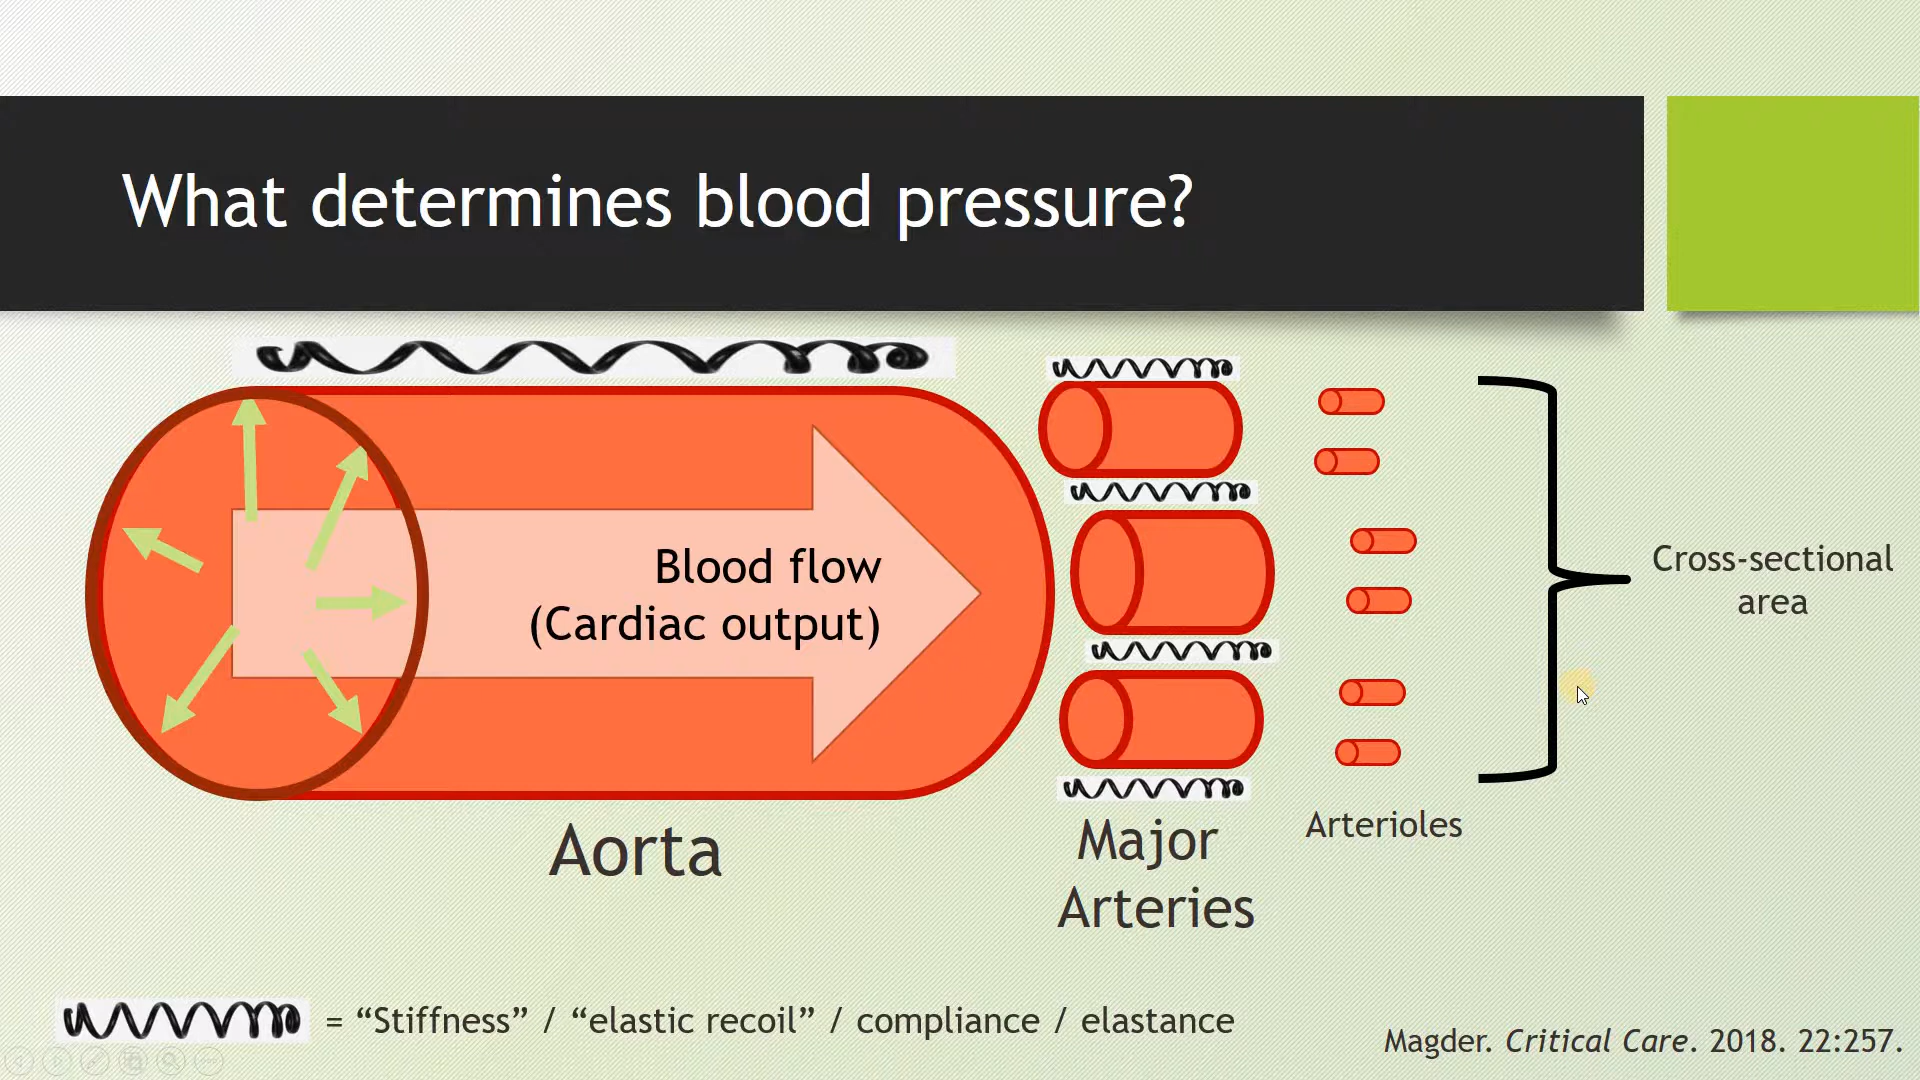 What determines blood pressure?
Blood flow
(Cardiac output)
Cross-sectional
area
Aorta
Major
Arteries
Arterioles
= “Stiffness” / “elastic recoil” / compliance / elastance
Magder. Critical Care. 2018. 22:257.